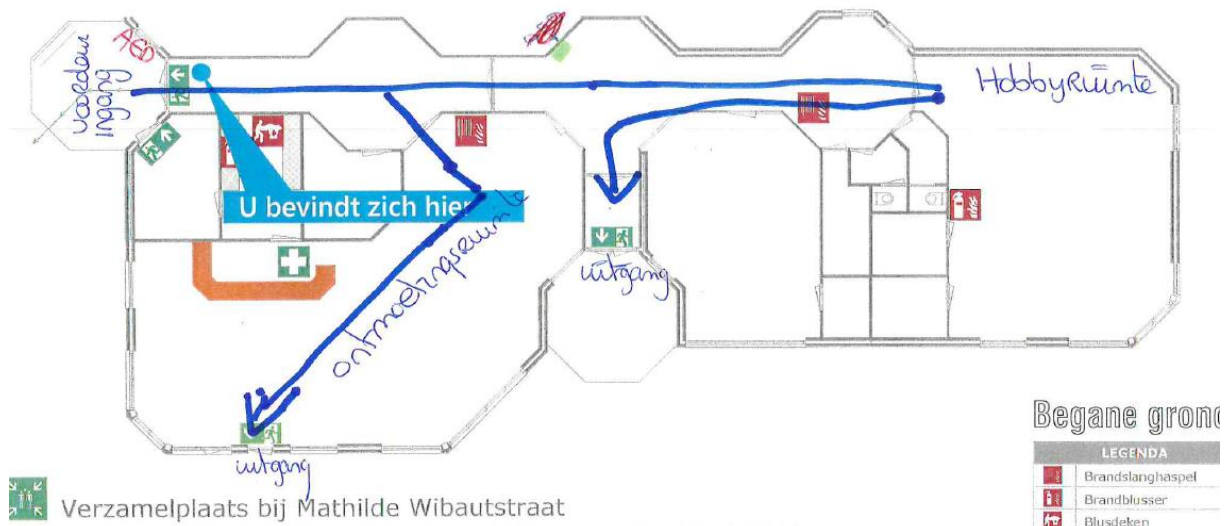 AED
voordeur
Ingang
HobbyRuimte
U bevindt zich hier
ontmoetingsruimte
uitgang
uitgang
Begane grond
LEGENDA
Brandslanghaspel
Brandblusser
Blusdeken
Verzamelplaats bij Mathilde Wibautstraat